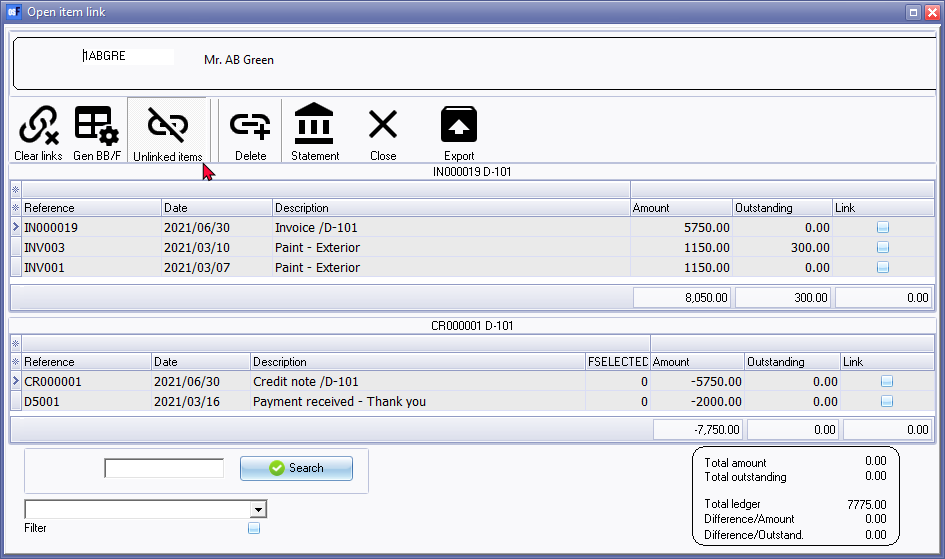 Open item link
1ABGRE Mr. AB Green
Clear links Gen BB/F Unlinked items Delete Statement Close Export
IN000019 D-101
Reference Date Description Amount Outstanding Link
IN000019 2021/06/30 Invoice /D-101 5750.00 0.00
INV003 2021/03/10 Paint - Exterior 1150.00 300.00
INV001 2021/03/07 Paint - Exterior 1150.00 0.00
8,050.00 300.00 0.00
CR000001 D-101
Reference Date Description FSELECTED Amount Outstanding Link
CR000001 2021/06/30 Credit note /D-101 0 -5750.00 0.00
D5001 2021/03/16 Payment received - Thank you 0 -2000.00 0.00
-7,750.00 0.00 0.00
Search
Filter
Total amount 0.00
Total outstanding 0.00
Total ledger 7775.00
Difference/Amount 0.00
Difference/Outstand. 0.00